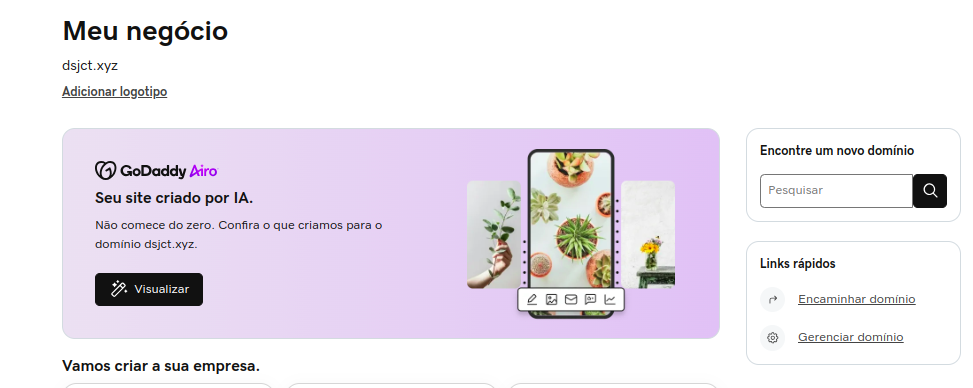 Meu negócio
dsjct.xyz
Adicionar logotipo
GoDaddy Airo
Seu site criado por IA.
Não comece do zero. Confira o que criamos para o
domínio dsjct.xyz.
Visualizar
Vamos criar a sua empresa.
Encontre um novo domínio
Pesquisar
Links rápidos
Encaminhar domínio
Gerenciar domínio